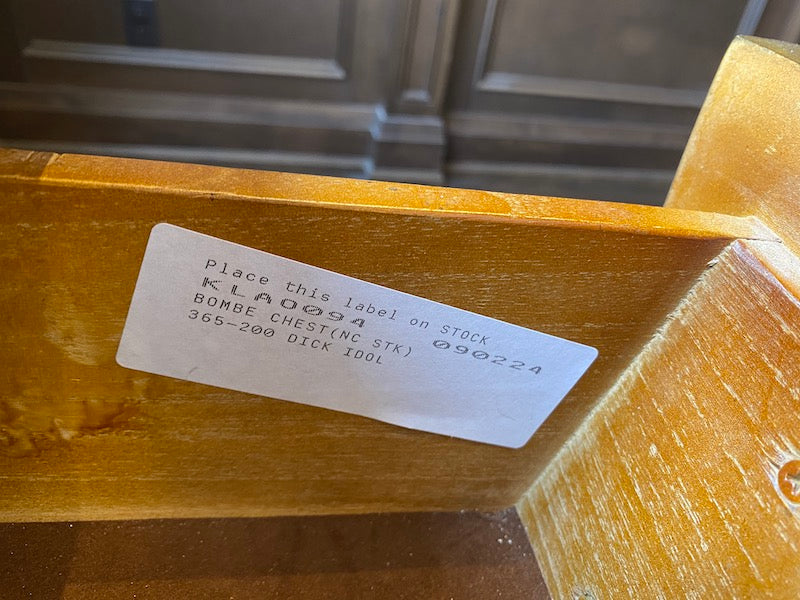 Place this label on STOCK
KLA0094 090224
BOMBE CHEST(NC STK)
365-200 DICK IDOL